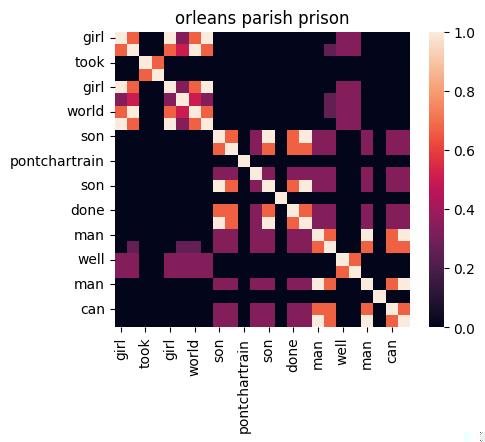 orleans parish prison
girl
took
girl
world
son
pontchartrain
son
done
man
well
man
can
1.0
0.8
0.6
0.4
0.2
0.0
girl
took
girl
world
son
pontchartrain
son
done
man
well
man
can